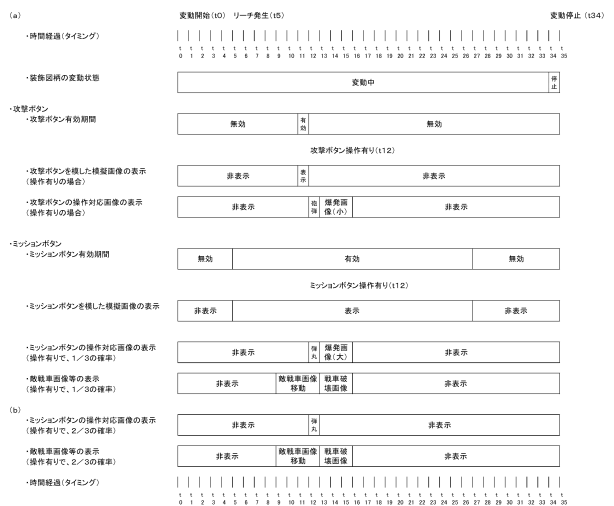 (a)
変動開始(t0) リーチ発生(t5) 変動停止 (t34)
・時間経過(タイミング)
t t t t t t t t t t t t t t t t t t t t t t t t t t t t t t t t t t t t
0 1 2 3 4 5 6 7 8 9 10 11 12 13 14 15 16 17 18 19 20 21 22 23 24 25 26 27 28 29 30 31 32 33 34 35
・装飾図柄の変動状態
変動中 停止
・攻撃ボタン
・攻撃ボタン有効期間
無効 有効 無効
攻撃ボタン操作有り(t12)
・攻撃ボタンを模した模擬画像の表示
(操作有りの場合)
非表示 表示 非表示
・攻撃ボタンの操作対応画像の表示
(操作有りの場合)
非表示 砲弾 爆発画像(小) 非表示
・ミッションボタン
・ミッションボタン有効期間
無効 有効 無効
ミッションボタン操作有り(t12)
・ミッションボタンを模した模擬画像の表示
非表示 表示 非表示
・ミッションボタンの操作対応画像の表示
(操作有りで、1/3の確率)
非表示 弾丸 爆発画像(大) 非表示
・敵戦車画像等の表示
(操作有りで、1/3の確率)
非表示 敵戦車画像移動 戦車破壊画像 非表示
(b)
・ミッションボタンの操作対応画像の表示
(操作有りで、2/3の確率)
非表示 弾丸 非表示
・敵戦車画像等の表示
(操作有りで、2/3の確率)
非表示 敵戦車画像移動 戦車破壊画像 非表示
・時間経過(タイミング)
t t t t t t t t t t t t t t t t t t t t t t t t t t t t t t t t t t t t
0 1 2 3 4 5 6 7 8 9 10 11 12 13 14 15 16 17 18 19 20 21 22 23 24 25 26 27 28 29 30 31 32 33 34 35